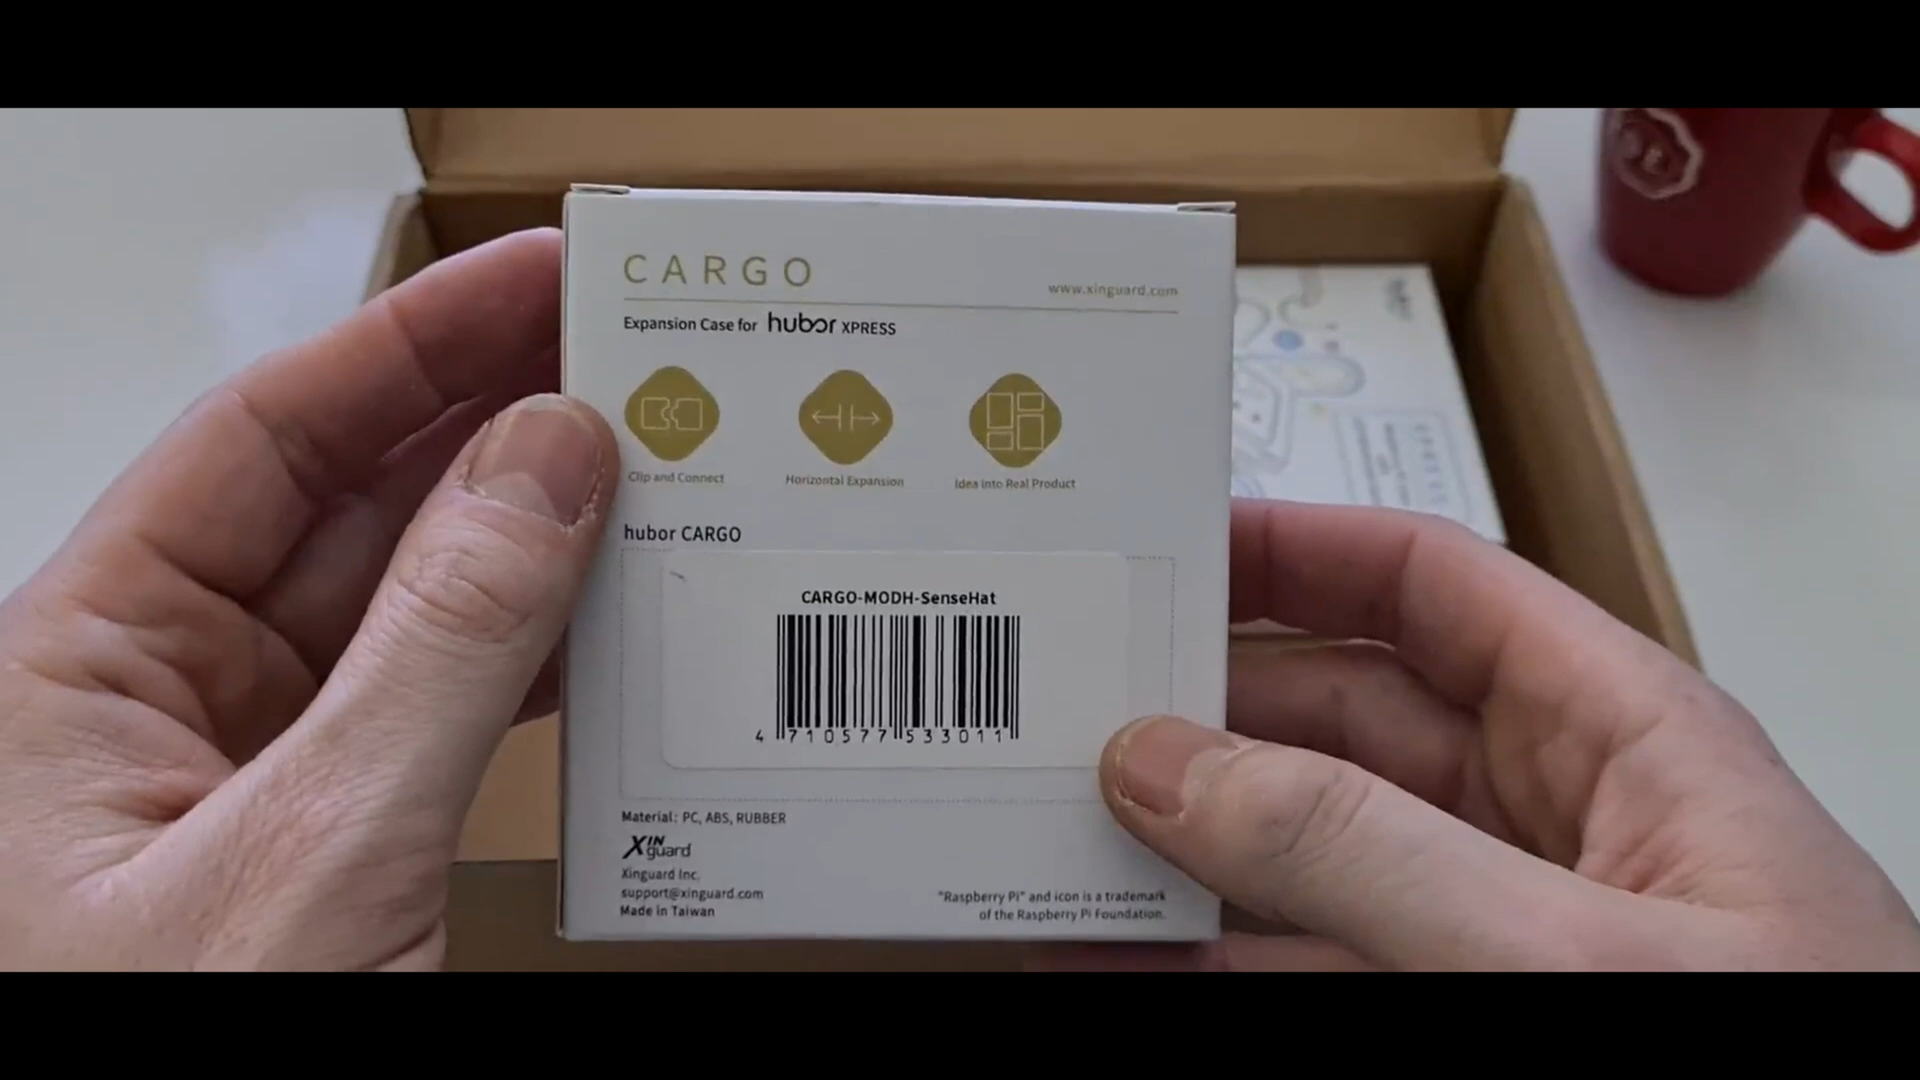 CARGO
www.xinguard.com
Expansion Case for hubor XPRESS
Clip and Connect
Horizontal Expansion
Idea Into Real Product
hubor CARGO
CARGO-MODH-SenseHat
4 710577 533011
Material: PC, ABS, RUBBER
XIN guard
Xinguard Inc.
support@xinguard.com
Made in Taiwan
"Raspberry Pi" and icon is a trademark
of the Raspberry Pi Foundation.